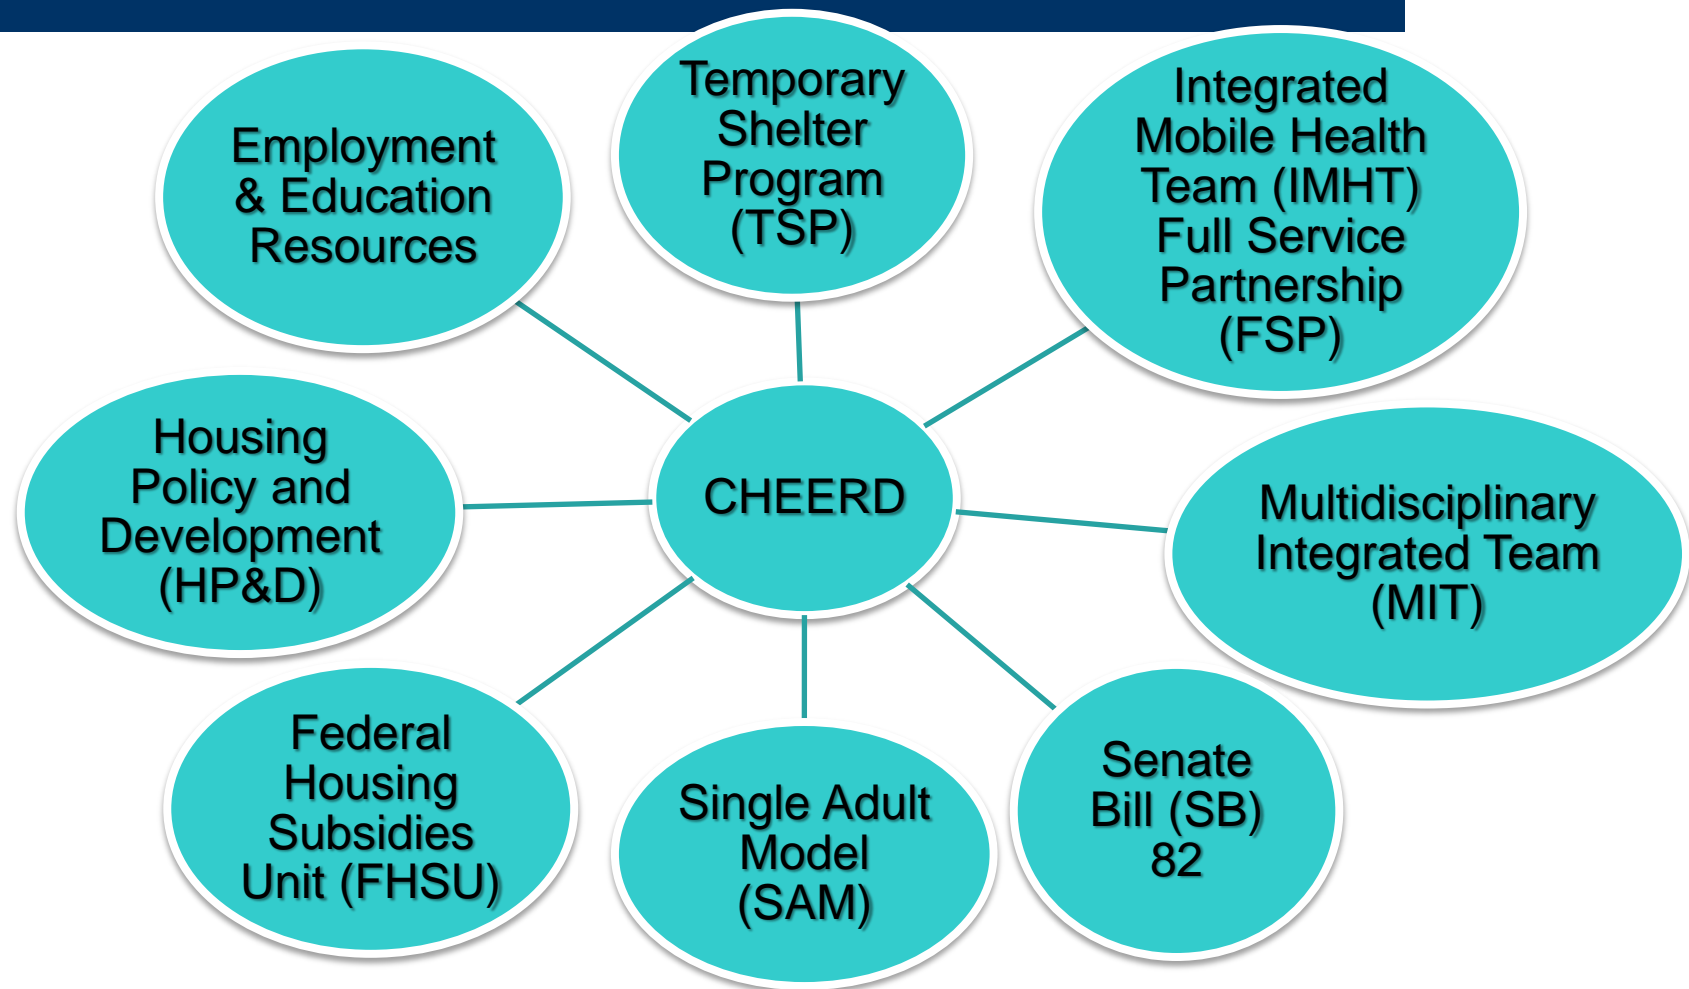 Temporary
Shelter
Program
(TSP)
Integrated
Mobile Health
Team (IMHT)
Full Service
Partnership
(FSP)
Employment
& Education
Resources
Housing
Policy and
Development
(HP&D)
CHEERD
Multidisciplinary
Integrated Team
(MIT)
Federal
Housing
Subsidies
Unit (FHSU)
Single Adult
Model
(SAM)
Senate
Bill (SB)
82